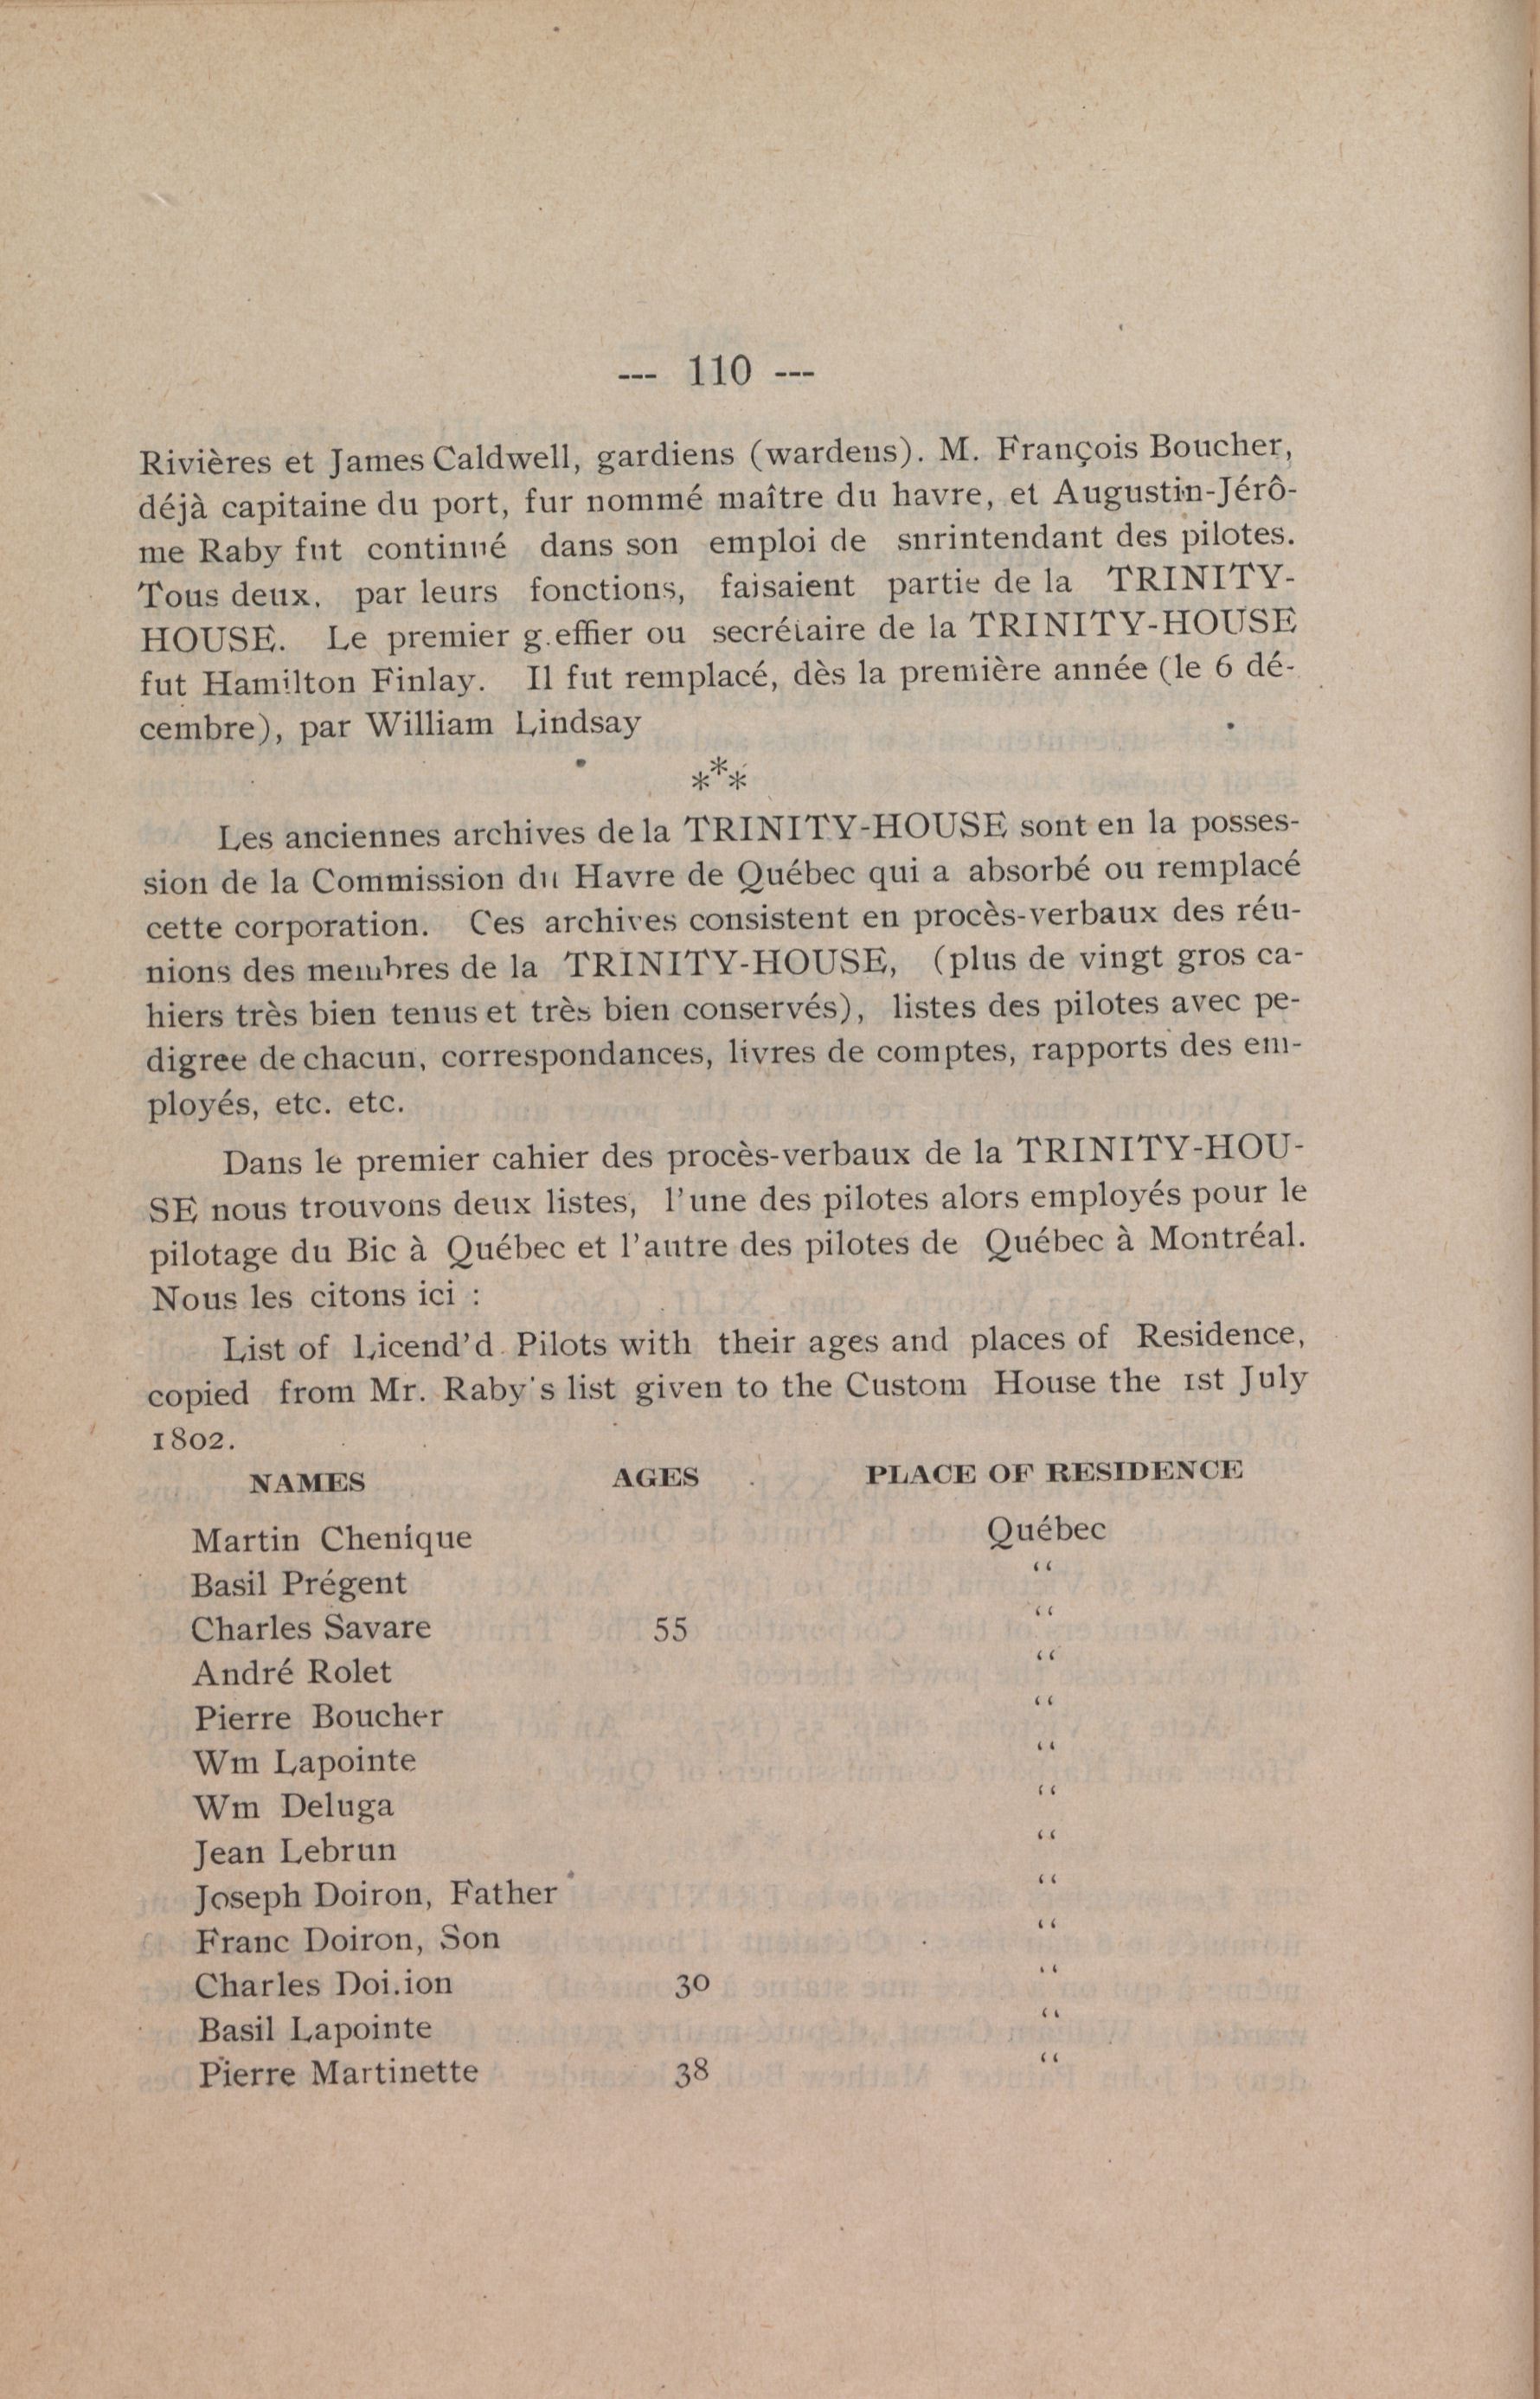 --- 110 ---
Rivières et James Caldwell, gardiens (wardens). M. François Boucher,
déjà capitaine du port, fur nommé maître du havre, et Augustin-Jérô-
me Raby fut continué dans son emploi de snrintendant des pilotes.
Tous deux, par leurs fonctions, faisaient partie de la TRINITY-
HOUSE. Le premier g.effier ou secrétaire de la TRINITY-HOUSE
fut Hamilton Finlay. Il fut remplacé, dès la première année (le 6 dé-
cembre), par William Lindsay
***
Les anciennes archives de la TRINITY-HOUSE sont en la posses-
sion de la Commission du Havre de Québec qui a absorbé ou remplacé
cette corporation. Ces archives consistent en procès-verbaux des réu-
nions des membres de la TRINITY-HOUSE, (plus de vingt gros ca-
hiers très bien tenus et très bien conservés), listes des pilotes avec pe-
digree de chacun, correspondances, livres de comptes, rapports des em-
ployés, etc. etc.
Dans le premier cahier des procès-verbaux de la TRINITY-HOU-
SE nous trouvons deux listes, l'une des pilotes alors employés pour le
pilotage du Bic à Québec et l'autre des pilotes de Québec à Montréal.
Nous les citons ici :
List of Licend'd Pilots with their ages and places of Residence,
copied from Mr. Raby's list given to the Custom House the 1st July
1802.
NAMES AGES PLACE OF RESIDENCE
Martin Chenique Québec
Basil Prégent “
Charles Savare 55 “
André Rolet “
Pierre Boucher “
Wm Lapointe “
Wm Deluga “
Jean Lebrun “
Joseph Doiron, Father “
Franc Doiron, Son “
Charles Doi.ion 30 “
Basil Lapointe “
Pierre Martinette 38 “